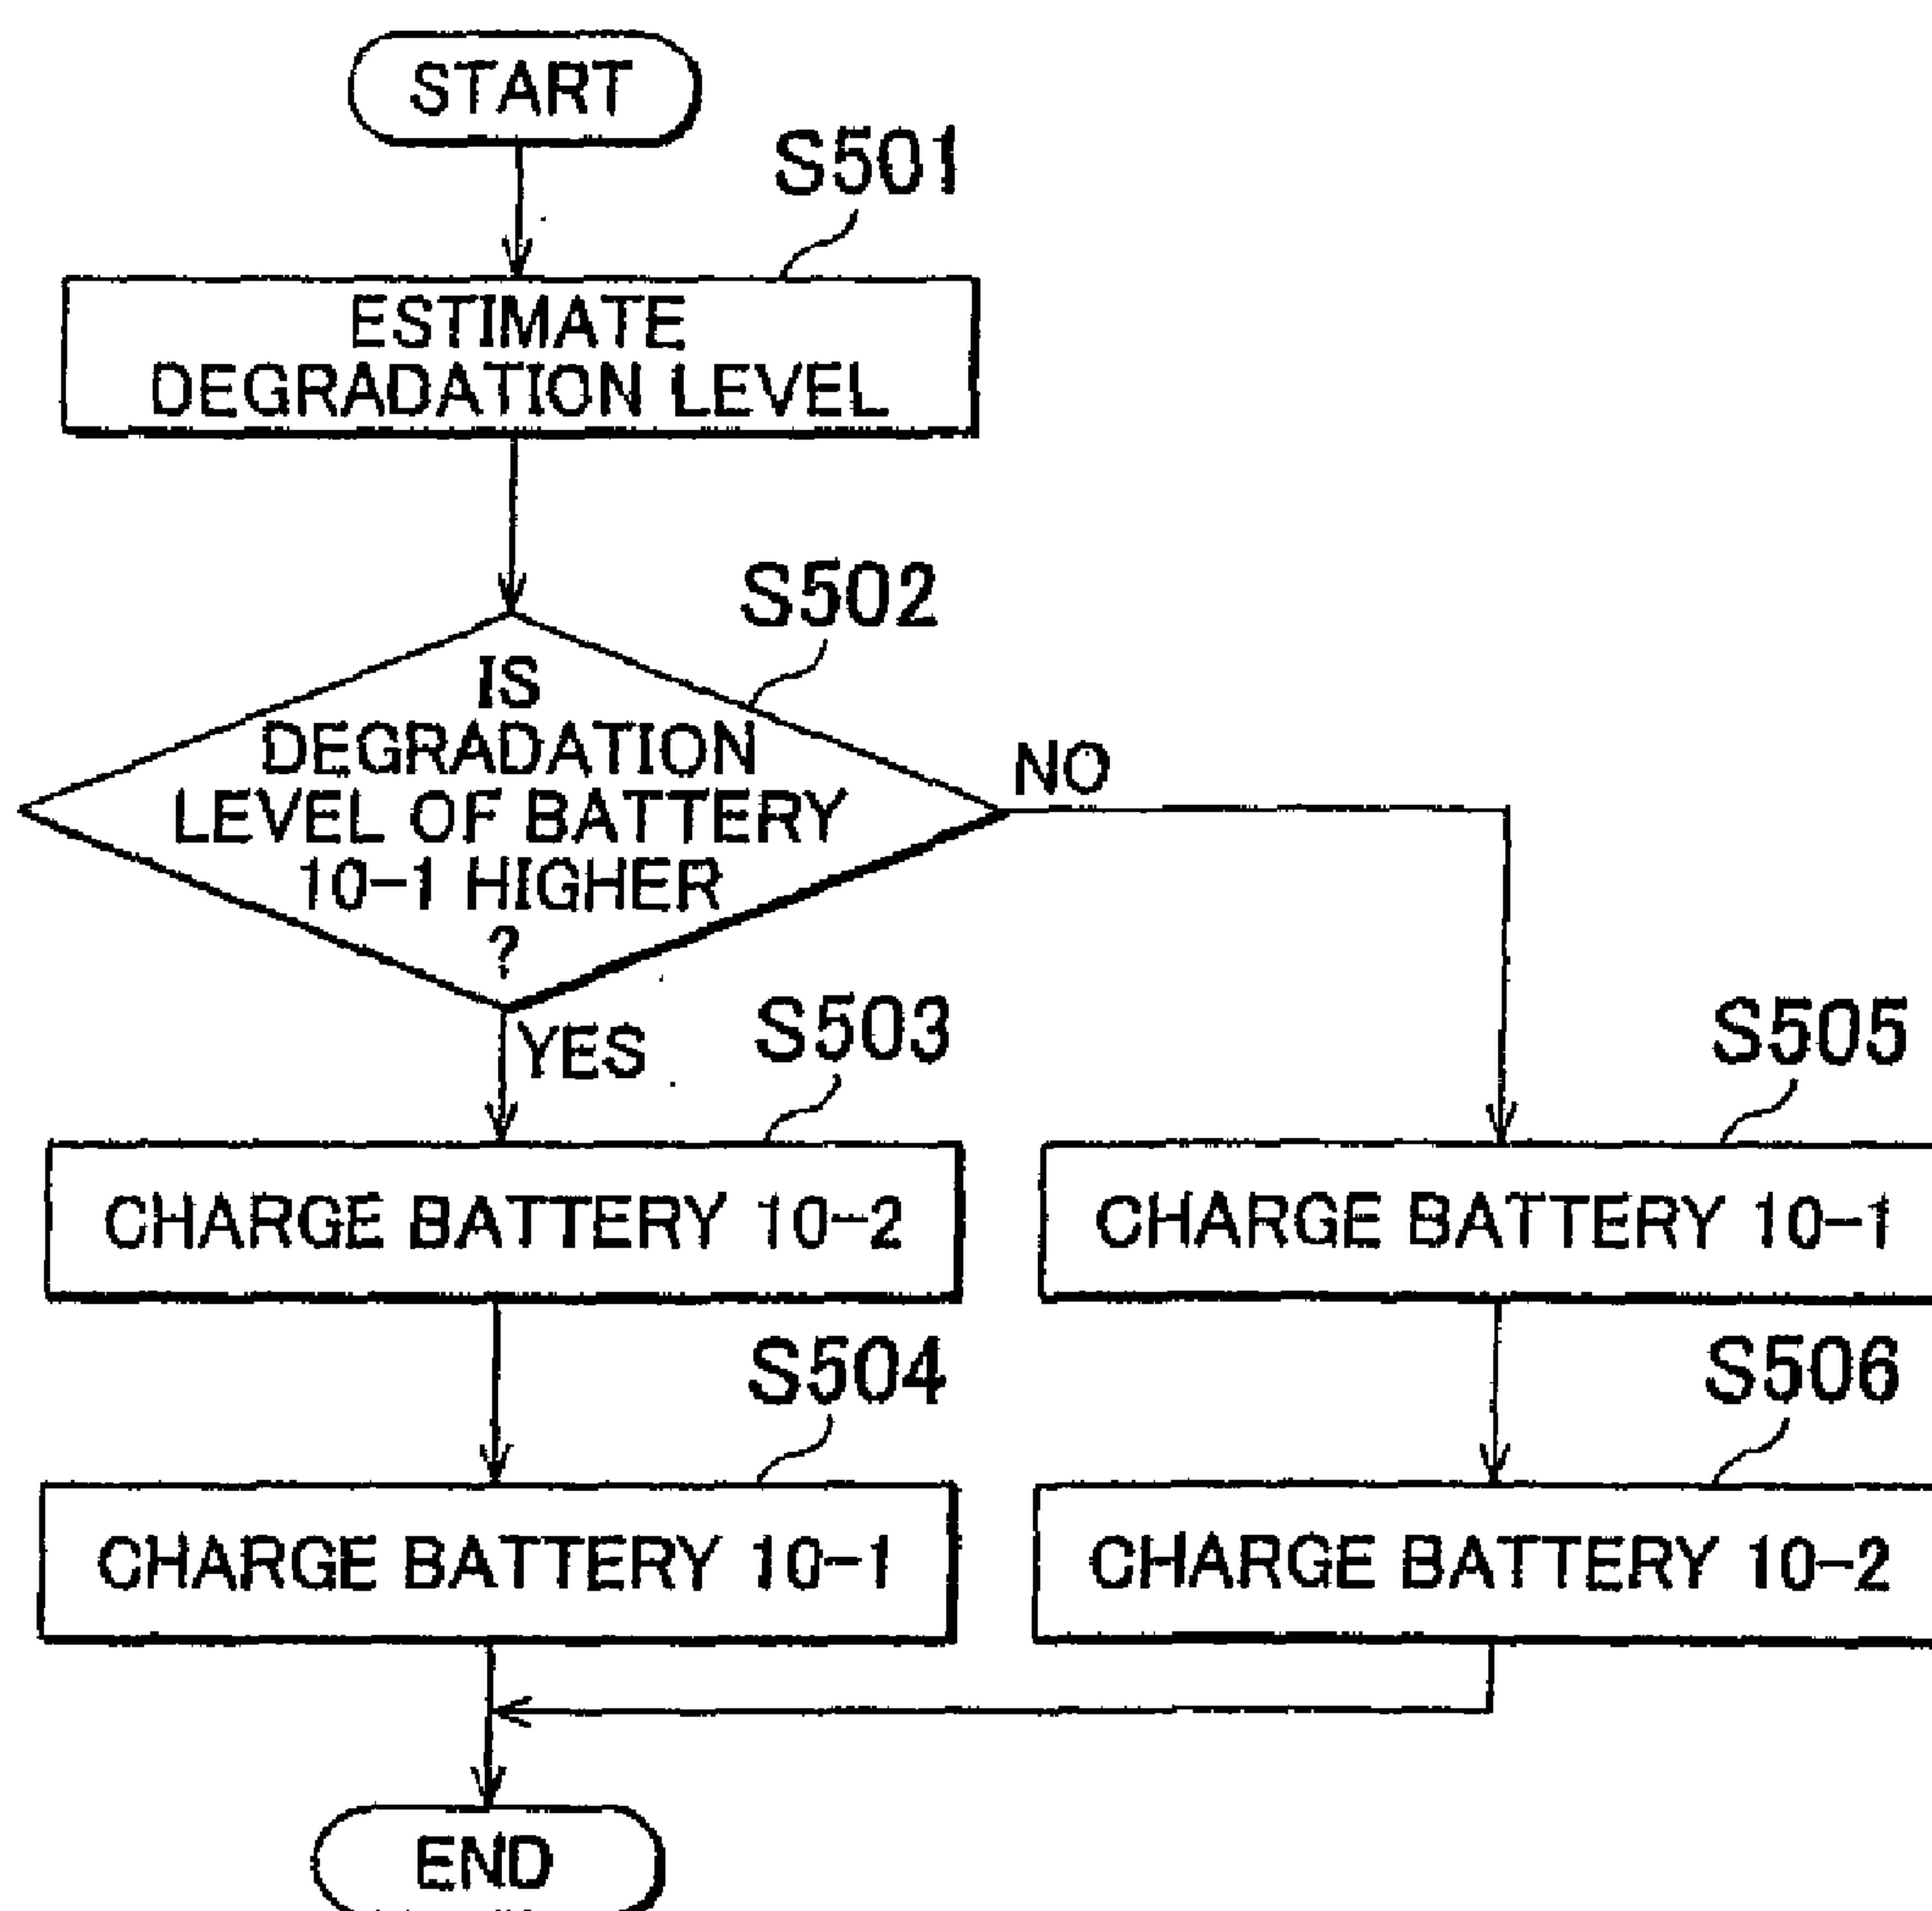 START
S501
ESTIMATE
DEGRADATION LEVEL
S502
IS
DEGRADATION
LEVEL OF BATTERY
10-1 HIGHER
?
NO
YES
S503
S505
CHARGE BATTERY 10-2
CHARGE BATTERY 10-1
S504
S506
CHARGE BATTERY 10-1
CHARGE BATTERY 10-2
END